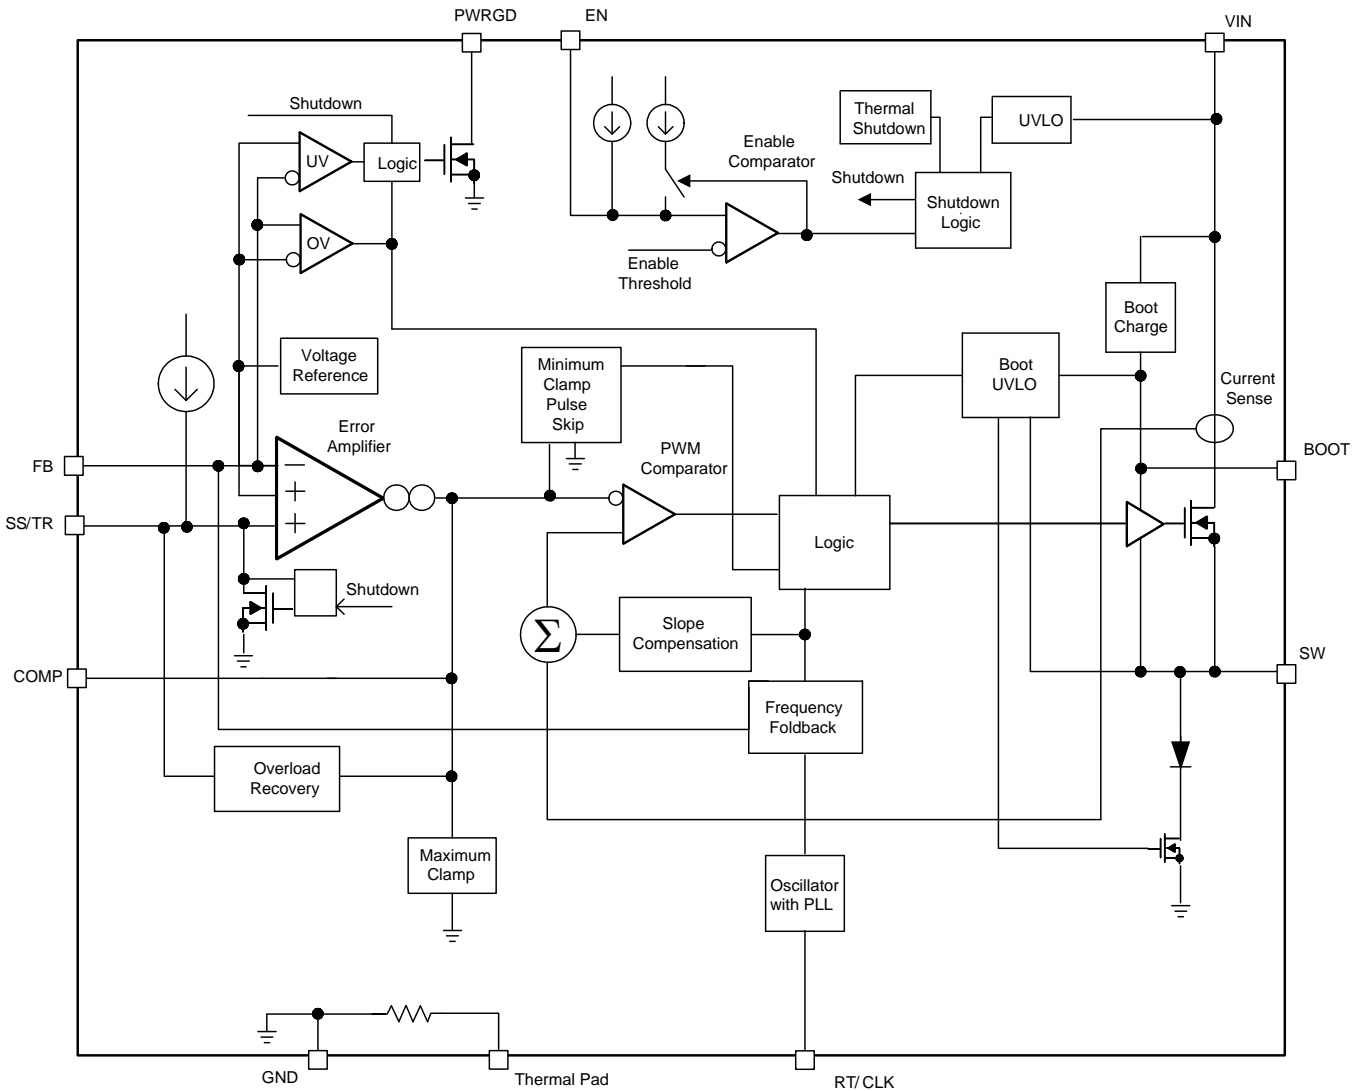 PWRGD
EN
VIN
Shutdown
Thermal
Shutdown
UVLO
UV
Logic
Enable
Comparator
Shutdown
Shutdown
Logic
OV
Enable
Threshold
Boot
Charge
Voltage
Reference
Minimum
Clamp
Pulse
Skip
Boot
UVLO
Current
Sense
Error
Amplifier
PWM
Comparator
FB
BOOT
−
+
+
SS/TR
Logic
Shutdown
Σ
Slope
Compensation
SW
COMP
Frequency
Foldback
Overload
Recovery
Maximum
Clamp
Oscillator
with PLL
GND
Thermal Pad
RT/CLK